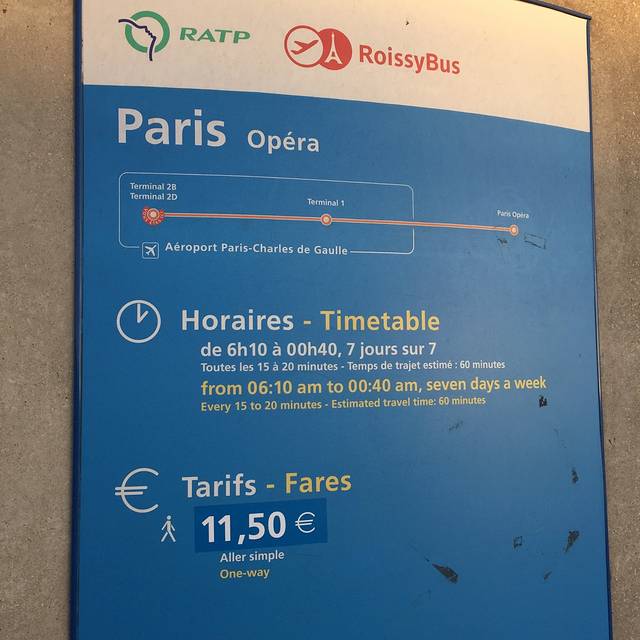 RATP
RoissyBus
Paris Opéra
Terminal 2B
Terminal 2D
Terminal 1
Paris Opéra
Aéroport Paris-Charles de Gaulle
Horaires - Timetable
de 6h10 à 00h40, 7 jours sur 7
Toutes les 15 à 20 minutes - Temps de trajet estimé : 60 minutes
from 06:10 am to 00:40 am, seven days a week
Every 15 to 20 minutes - Estimated travel time: 60 minutes
€ Tarifs - Fares
11,50 €
Aller simple
One-way